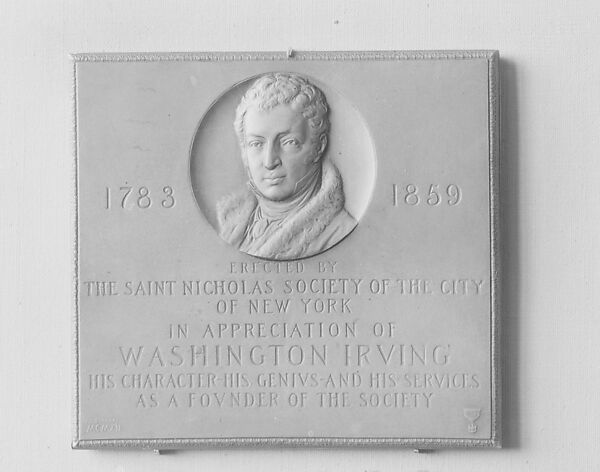 1783 1859
ERECTED BY
THE SAINT NICHOLAS SOCIETY OF THE CITY
OF NEW YORK
IN APPRECIATION OF
WASHINGTON IRVING
HIS CHARACTER-HIS GENIVS-AND HIS SERVICES
AS A FOVNDER OF THE SOCIETY